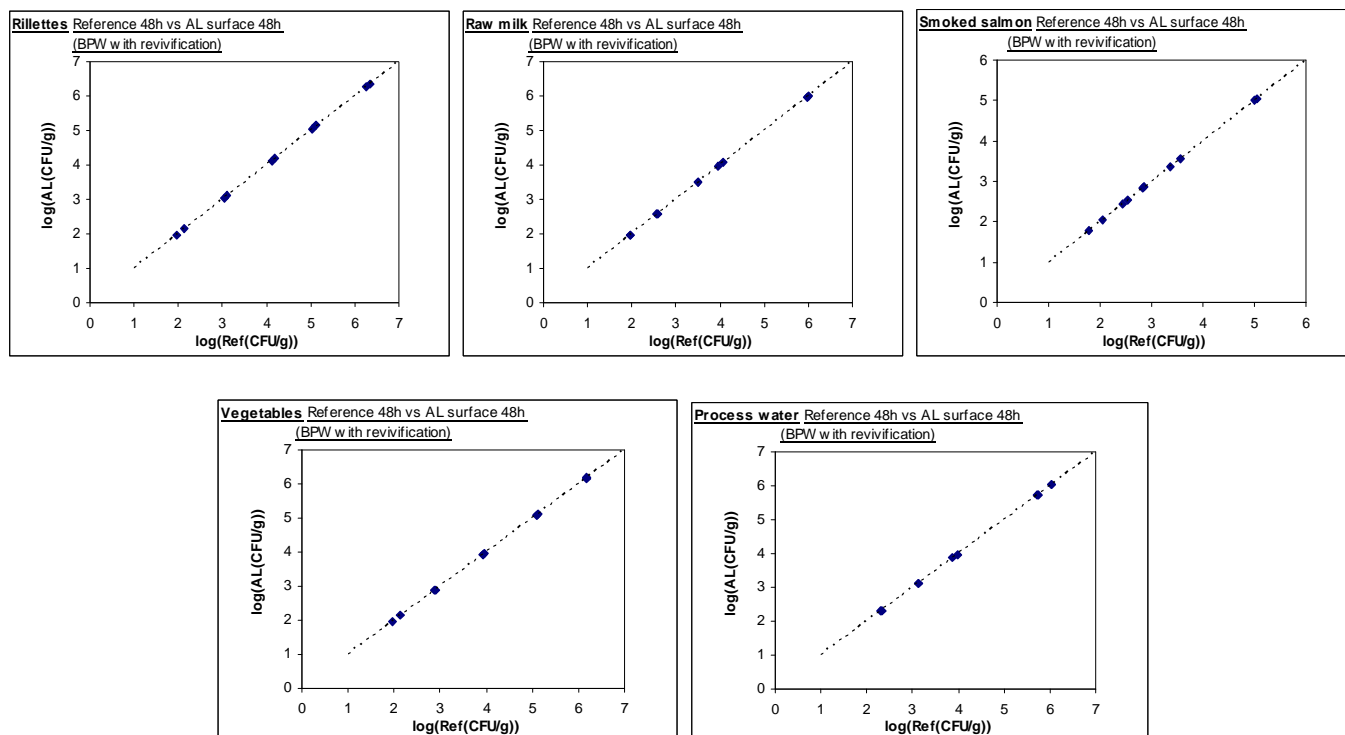 Rillettes Reference 48h vs AL surface 48h
(BPW with revivification)
log(AL(CFU/g))
7
6
5
4
3
2
1
0
0 1 2 3 4 5 6 7
log(Ref(CFU/g))
Raw milk Reference 48h vs AL surface 48h
(BPW with revivification)
log(AL(CFU/g))
7
6
5
4
3
2
1
0
0 1 2 3 4 5 6 7
log(Ref(CFU/g))
Smoked salmon Reference 48h vs AL surface 48h
(BPW with revivification)
log(AL(CFU/g))
6
5
4
3
2
1
0
0 1 2 3 4 5 6
log(Ref(CFU/g))
Vegetables Reference 48h vs AL surface 48h
(BPW with revivification)
log(AL(CFU/g))
7
6
5
4
3
2
1
0
0 1 2 3 4 5 6 7
log(Ref(CFU/g))
Process water Reference 48h vs AL surface 48h
(BPW with revivification)
log(AL(CFU/g))
7
6
5
4
3
2
1
0
0 1 2 3 4 5 6 7
log(Ref(CFU/g))